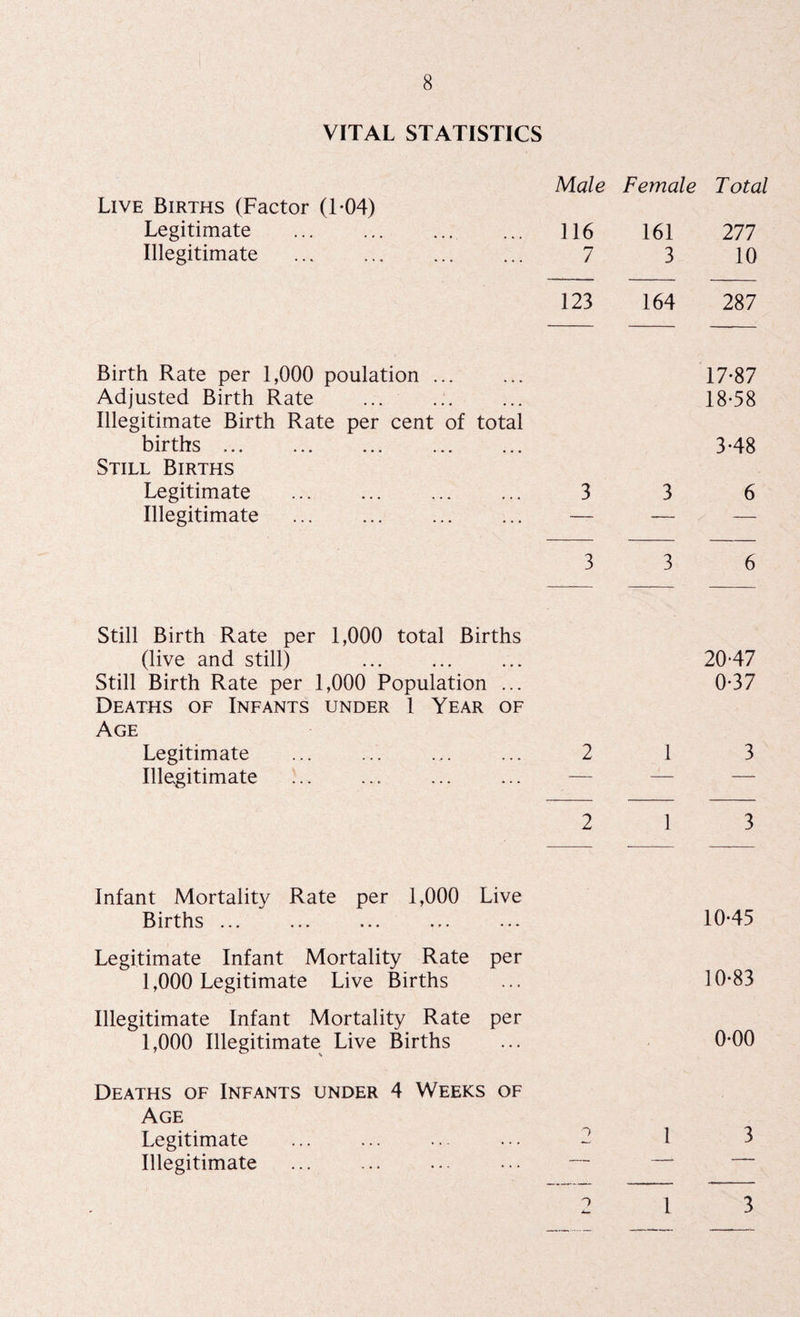 8
VITAL STATISTICS
Male Female Total
Live Births (Factor (1·04)
Legitimate ... ... ... ... 116 161 277
Illegitimate ... ... ... ... 7 3 10
123 164 287
Birth Rate per 1,000 poulation ... ... 17·87
Adjusted Birth Rate ... ... ... 18·58
Illegitimate Birth Rate per cent of total
births ... ... ... ... ... 3·48
Still Births
Legitimate ... ... ... ... 3 3 6
Illegitimate ... ... ... ... — — —
3 3 6
Still Birth Rate per 1,000 total Births
(live and still) ... ... ... 20·47
Still Birth Rate per 1,000 Population ... 0·37
Deaths of Infants under 1 Year of
Age
Legitimate ... ... ... ... 2 1 3
Illegitimate ... ... ... ... — — —
2 1 3
Infant Mortality Rate per 1,000 Live
Births ... ... ... ... ... 10·45
Legitimate Infant Mortality Rate per
1,000 Legitimate Live Births ... 10·83
Illegitimate Infant Mortality Rate per
1,000 Illegitimate Live Births ... 0·00
Deaths of Infants under 4 Weeks of
Age
Legitimate ... ... ... ... 2 1 3
Illegitimate ... ... ... ... — — —
2 1 3